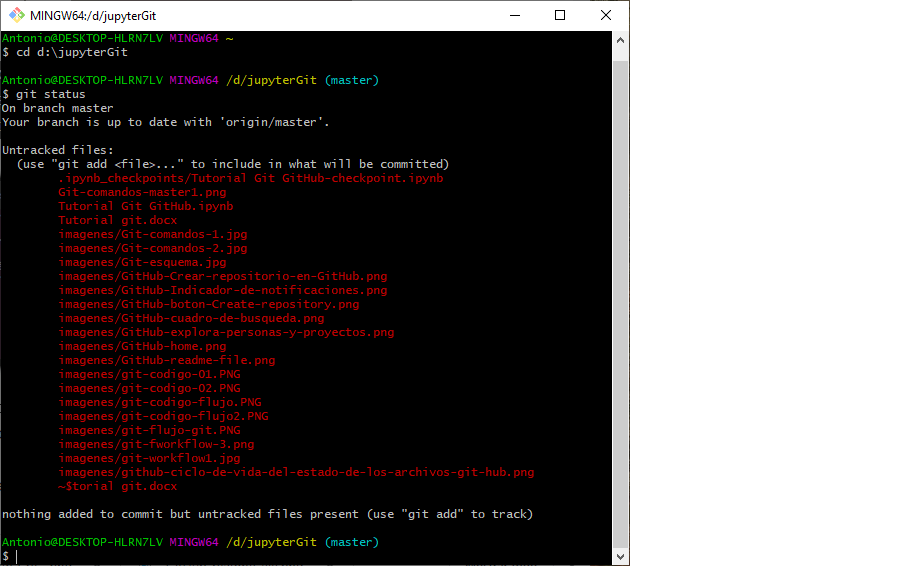 MINGW64:/d/jupyterGit
Antonio@DESKTOP-HLRN7LV MINGW64 ~
$ cd d:\jupyterGit
Antonio@DESKTOP-HLRN7LV MINGW64 /d/jupyterGit (master)
$ git status
On branch master
Your branch is up to date with 'origin/master'.
Untracked files:
(use "git add <file>..." to include in what will be committed)
.ipynb_checkpoints/Tutorial Git GitHub-checkpoint.ipynb
Git-comandos-master1.png
Tutorial Git GitHub.ipynb
Tutorial git.docx
imagenes/Git-comandos-1.jpg
imagenes/Git-comandos-2.jpg
imagenes/Git-esquema.jpg
imagenes/GitHub-Crear-repositorio-en-GitHub.png
imagenes/GitHub-Indicador-de-notificaciones.png
imagenes/GitHub-boton-Create-repository.png
imagenes/GitHub-cuadro-de-busqueda.png
imagenes/GitHub-explora-personas-y-proyectos.png
imagenes/GitHub-home.png
imagenes/GitHub-readme-file.png
imagenes/git-codigo-01.PNG
imagenes/git-codigo-02.PNG
imagenes/git-codigo-flujo.PNG
imagenes/git-codigo-flujo2.PNG
imagenes/git-flujo-git.PNG
imagenes/git-fworkflow-3.png
imagenes/git-workflow1.jpg
imagenes/github-ciclo-de-vida-del-estado-de-los-archivos-git-hub.png
~$torial git.docx
nothing added to commit but untracked files present (use "git add" to track)
Antonio@DESKTOP-HLRN7LV MINGW64 /d/jupyterGit (master)
$